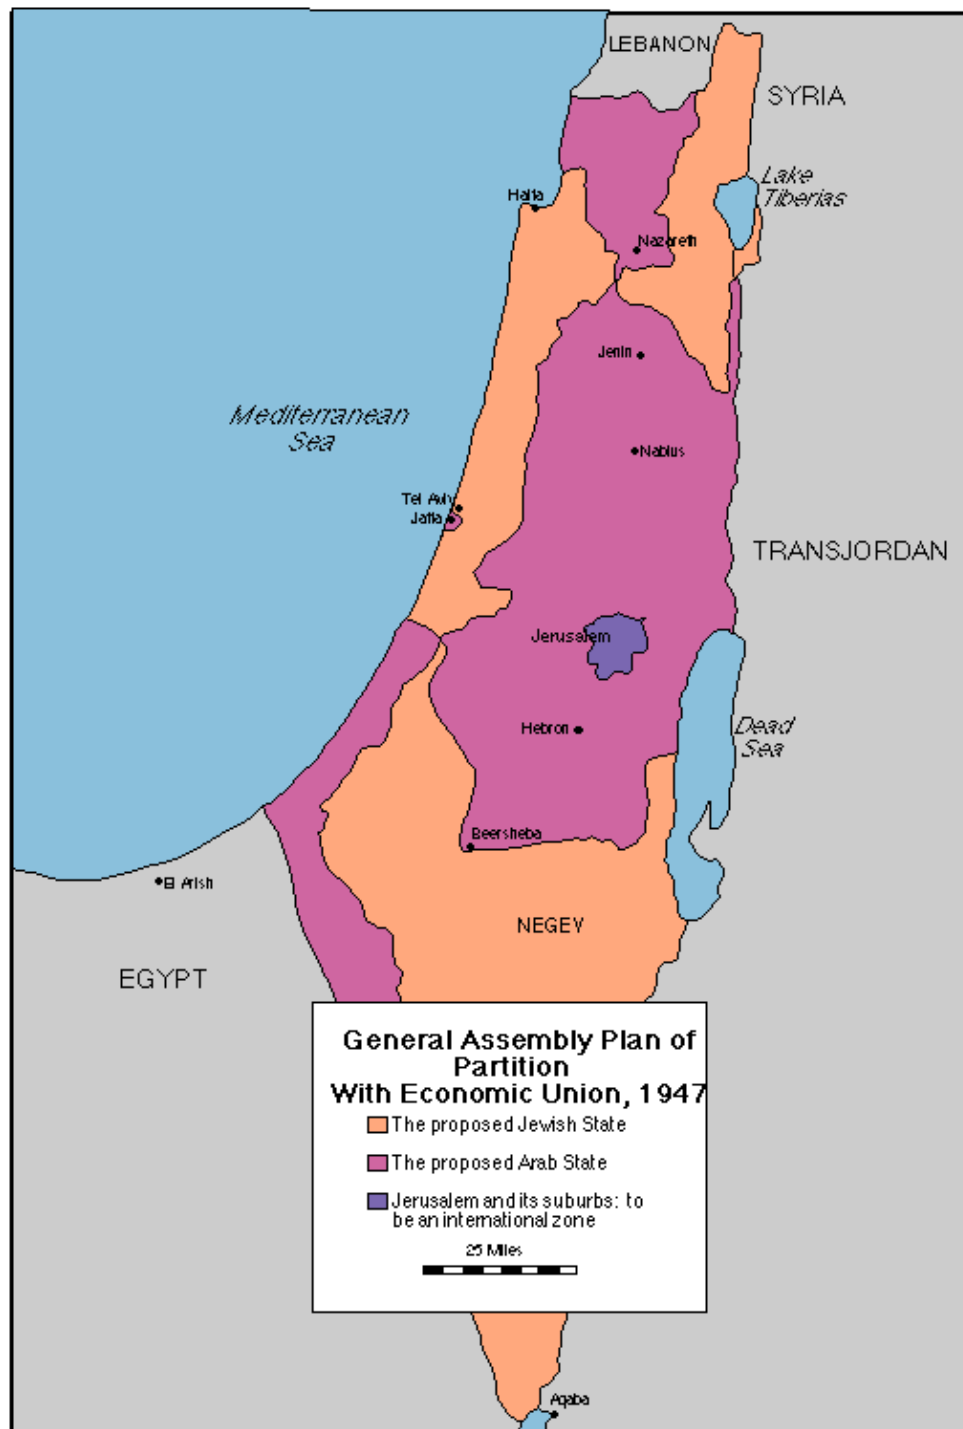 LEBANON
SYRIA
Lake
Tiberias
Haifa
Nazareth
Jenin
Mediterranean
Sea
Nablus
Tel Aviv
Jaffa
TRANSJORDAN
Jerusalem
Hebron
Dead
Sea
Beersheba
El Arish
NEGEV
EGYPT
General Assembly Plan of
Partition
With Economic Union, 1947
The proposed Jewish State
The proposed Arab State
Jerusalem and its suburbs: to
be an international zone
25 Miles
Aqaba